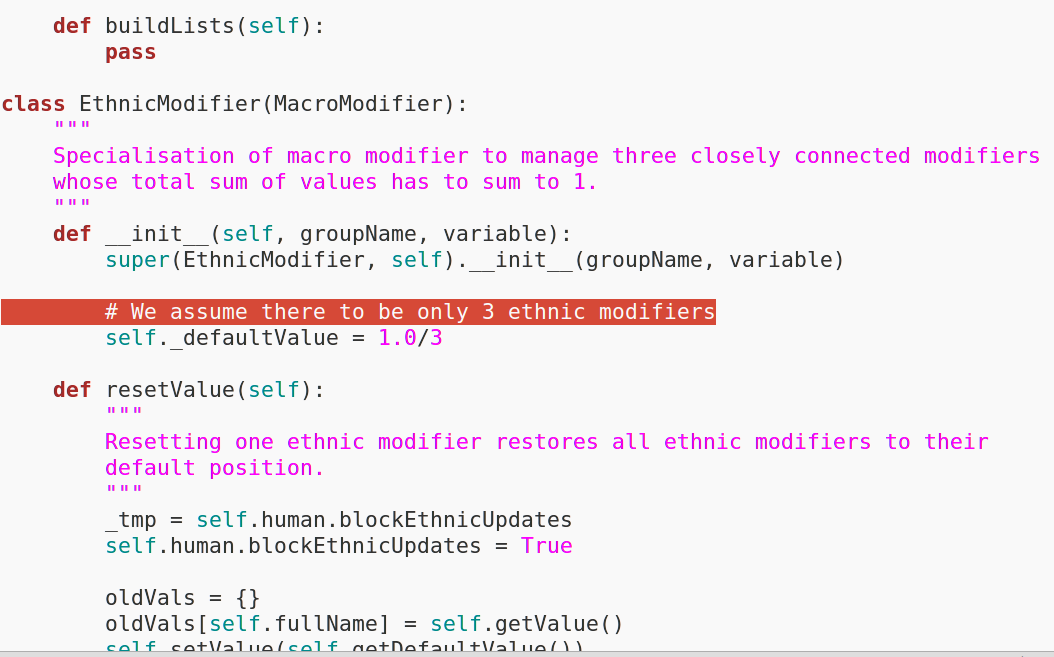 def buildLists(self):
        pass

class EthnicModifier(MacroModifier):
    """
    Specialisation of macro modifier to manage three closely connected modifiers
    whose total sum of values has to sum to 1.
    """
    def __init__(self, groupName, variable):
        super(EthnicModifier, self).__init__(groupName, variable)

        # We assume there to be only 3 ethnic modifiers
        self._defaultValue = 1.0/3

    def resetValue(self):
        """
        Resetting one ethnic modifier restores all ethnic modifiers to their
        default position.
        """
        _tmp = self.human.blockEthnicUpdates
        self.human.blockEthnicUpdates = True

        oldVals = {}
        oldVals[self.fullName] = self.getValue()
        self.setValue(self.getDefaultValue())